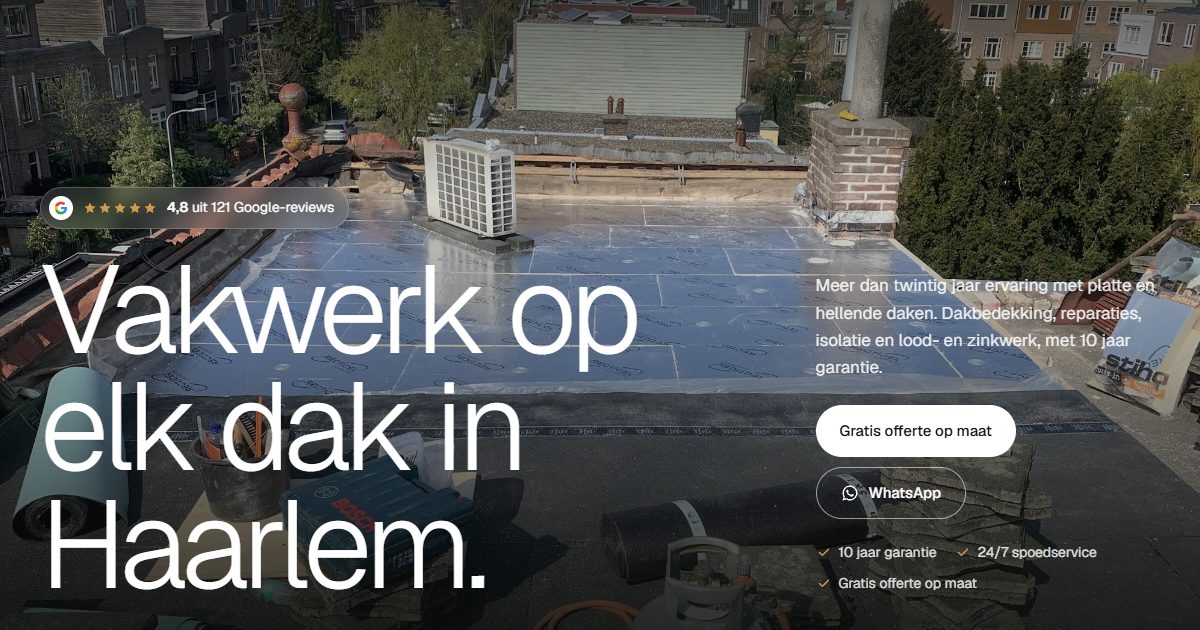 4,8 uit 121 Google-reviews
Vakwerk op
elk dak in
Haarlem.
Meer dan twintig jaar ervaring met platte en
hellende daken. Dakbedekking, reparaties,
isolatie en lood- en zinkwerk, met 10 jaar
garantie.
Gratis offerte op maat
WhatsApp
10 jaar garantie
24/7 spoedservice
Gratis offerte op maat
BOSCH
stiho